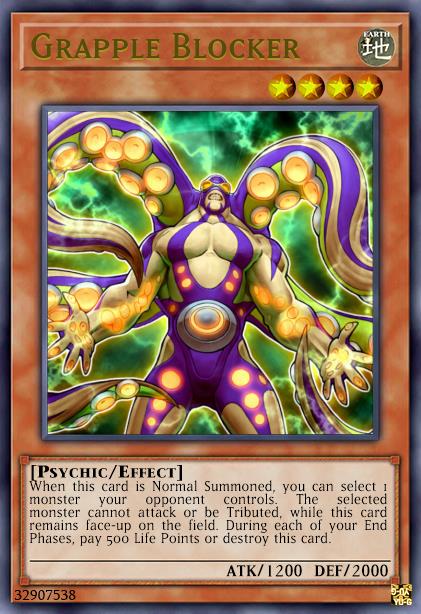 GRAPPLE BLOCKER
EARTH
地
[PSYCHIC/EFFECT]
When this card is Normal Summoned, you can select 1
monster your opponent controls. The selected
monster cannot attack or be Tributed, while this card
remains face-up on the field. During each of your End
Phases, pay 500 Life Points or destroy this card.
ATK/1200 DEF/2000
32907538